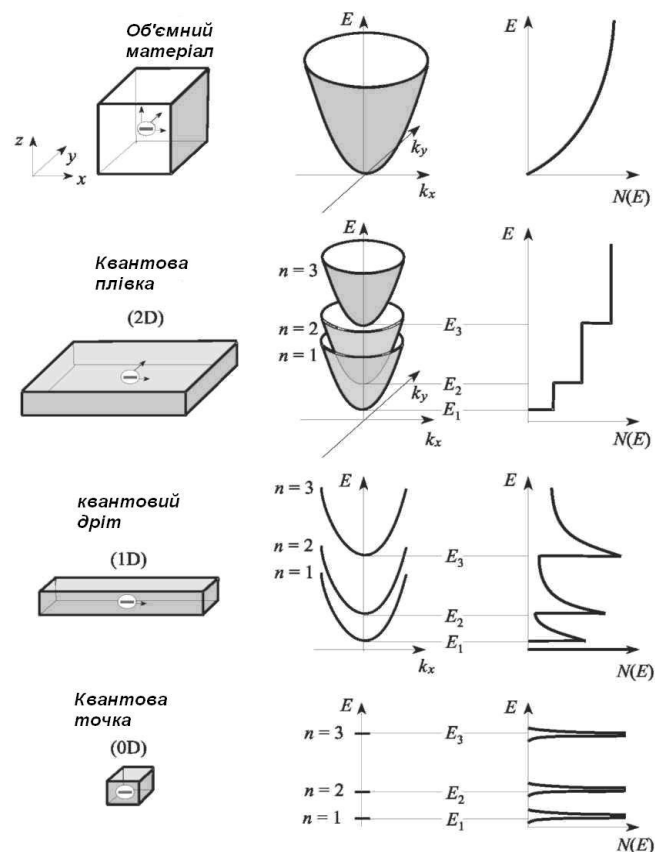 Об'ємний
матеріал
z
y
x
E
k_y
k_x
E
N(E)
Квантова
плівка
(2D)
E
n = 3
n = 2
n = 1
k_y
k_x
E_3
E_2
E_1
E
N(E)
квантовий
дріт
(1D)
E
n = 3
n = 2
n = 1
k_x
E_3
E_2
E_1
E
N(E)
Квантова
точка
(0D)
E
n = 3
n = 2
n = 1
E_3
E_2
E_1
E
N(E)